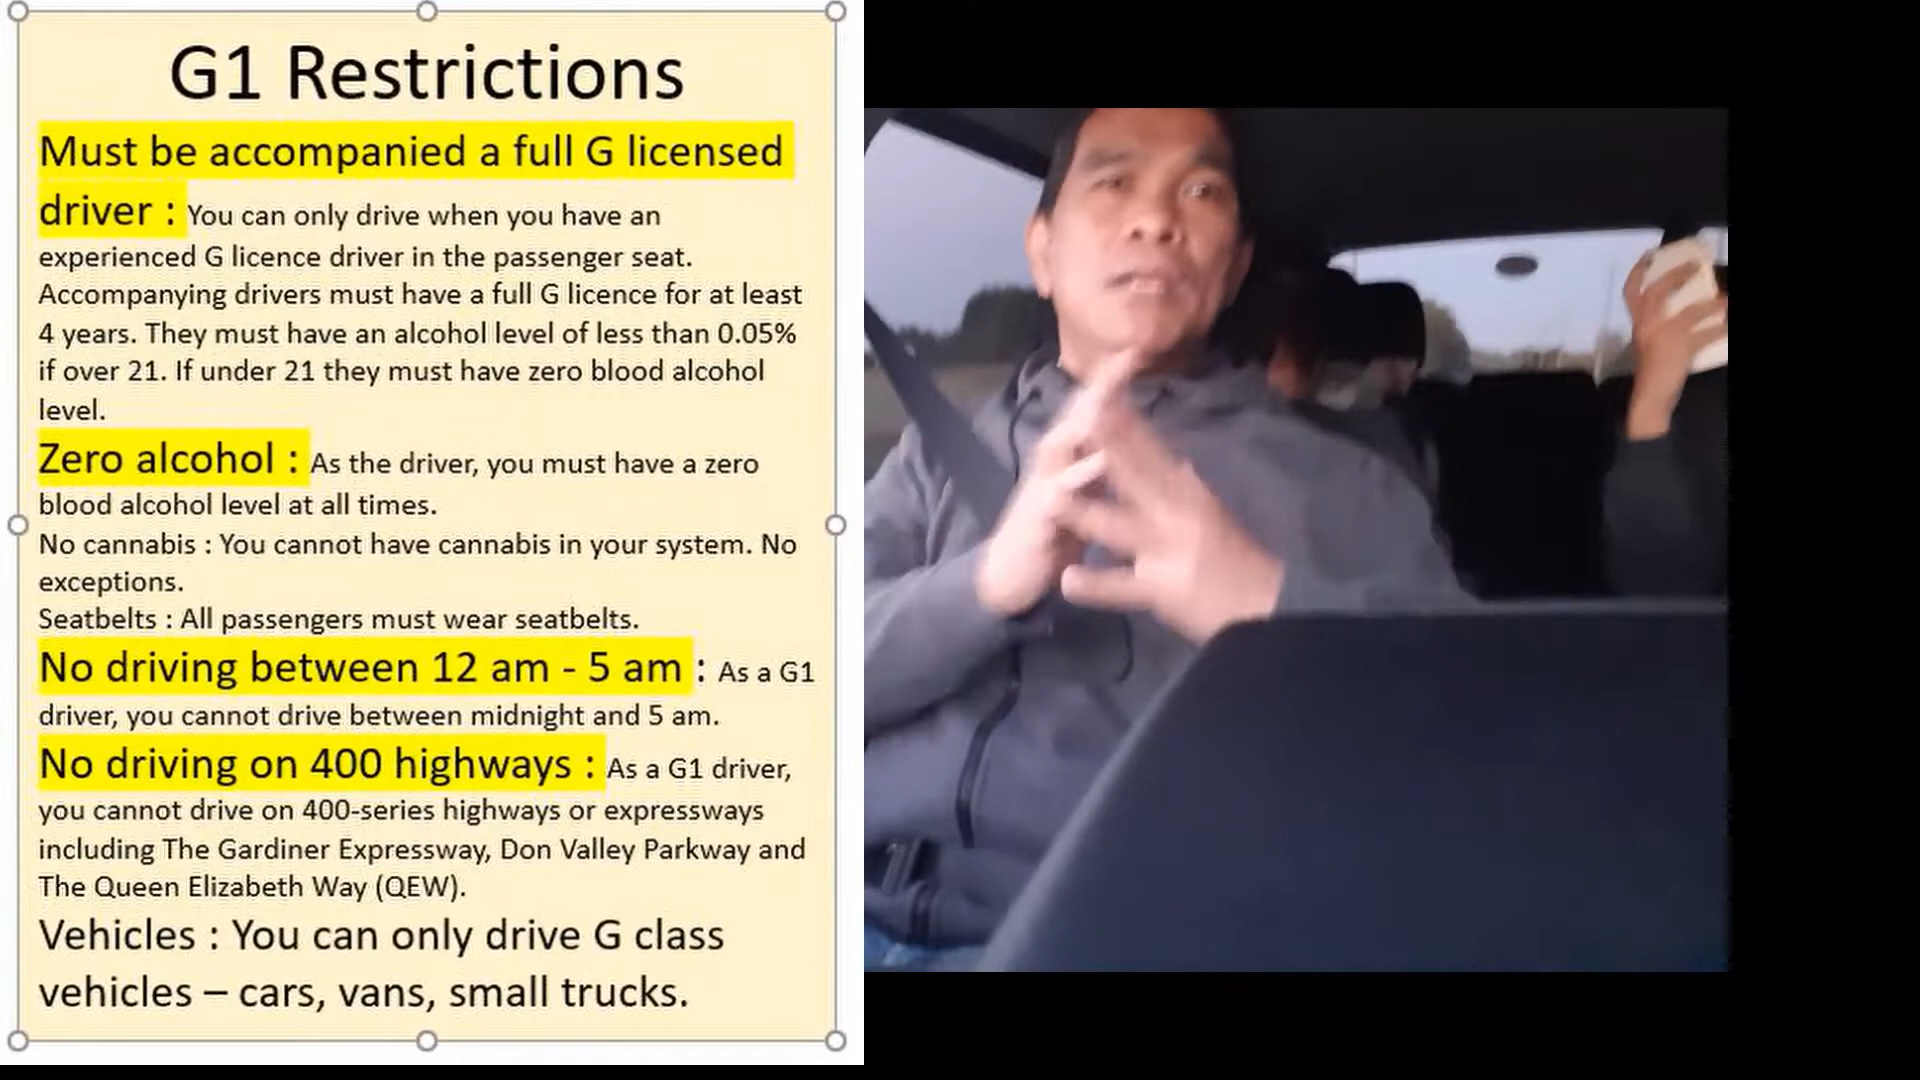 G1 Restrictions
Must be accompanied a full G licensed
driver : You can only drive when you have an
experienced G licence driver in the passenger seat.
Accompanying drivers must have a full G licence for at least
4 years. They must have an alcohol level of less than 0.05%
if over 21. If under 21 they must have zero blood alcohol
level.
Zero alcohol : As the driver, you must have a zero
blood alcohol level at all times.
No cannabis : You cannot have cannabis in your system. No
exceptions.
Seatbelts : All passengers must wear seatbelts.
No driving between 12 am - 5 am : As a G1
driver, you cannot drive between midnight and 5 am.
No driving on 400 highways : As a G1 driver,
you cannot drive on 400-series highways or expressways
including The Gardiner Expressway, Don Valley Parkway and
The Queen Elizabeth Way (QEW).
Vehicles : You can only drive G class
vehicles – cars, vans, small trucks.